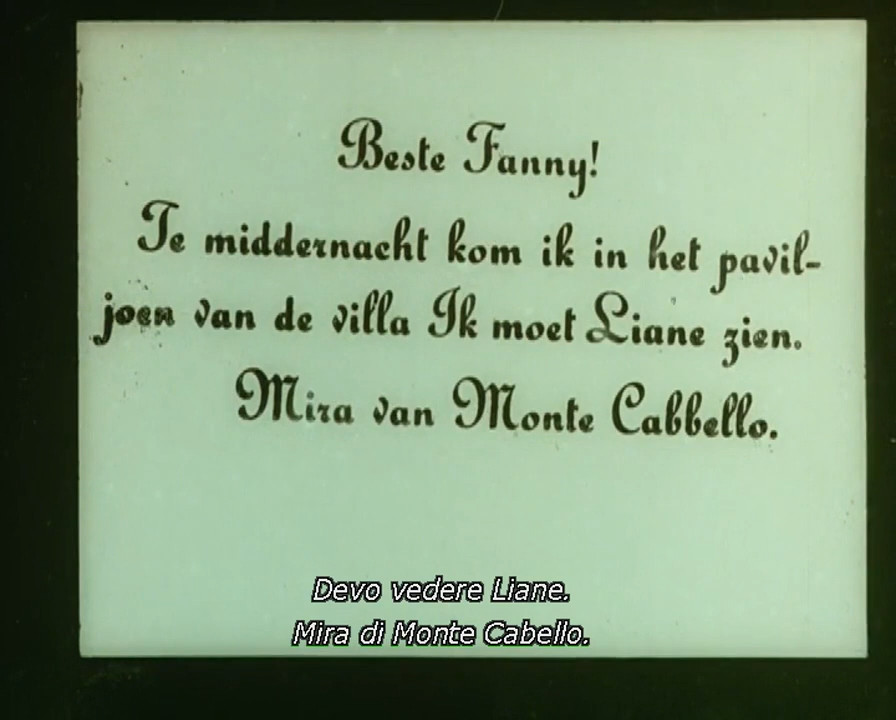 Beste Fanny!
Te middernacht kom ik in het pavil-
joen van de villa Ik moet Liane zien.
Mira van Monte Cabbello.
Devo vedere Liane.
Mira di Monte Cabello.